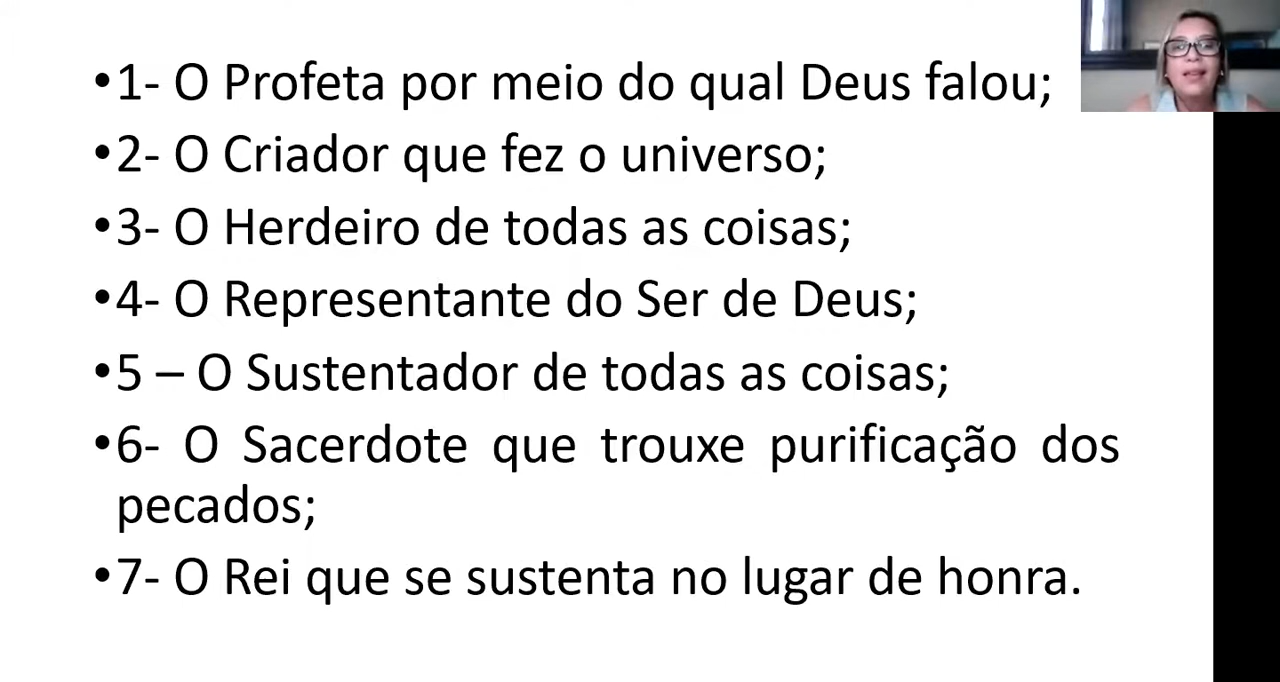 •1- O Profeta por meio do qual Deus falou;
•2- O Criador que fez o universo;
•3- O Herdeiro de todas as coisas;
•4- O Representante do Ser de Deus;
•5 – O Sustentador de todas as coisas;
•6- O Sacerdote que trouxe purificação dos
pecados;
•7- O Rei que se sustenta no lugar de honra.